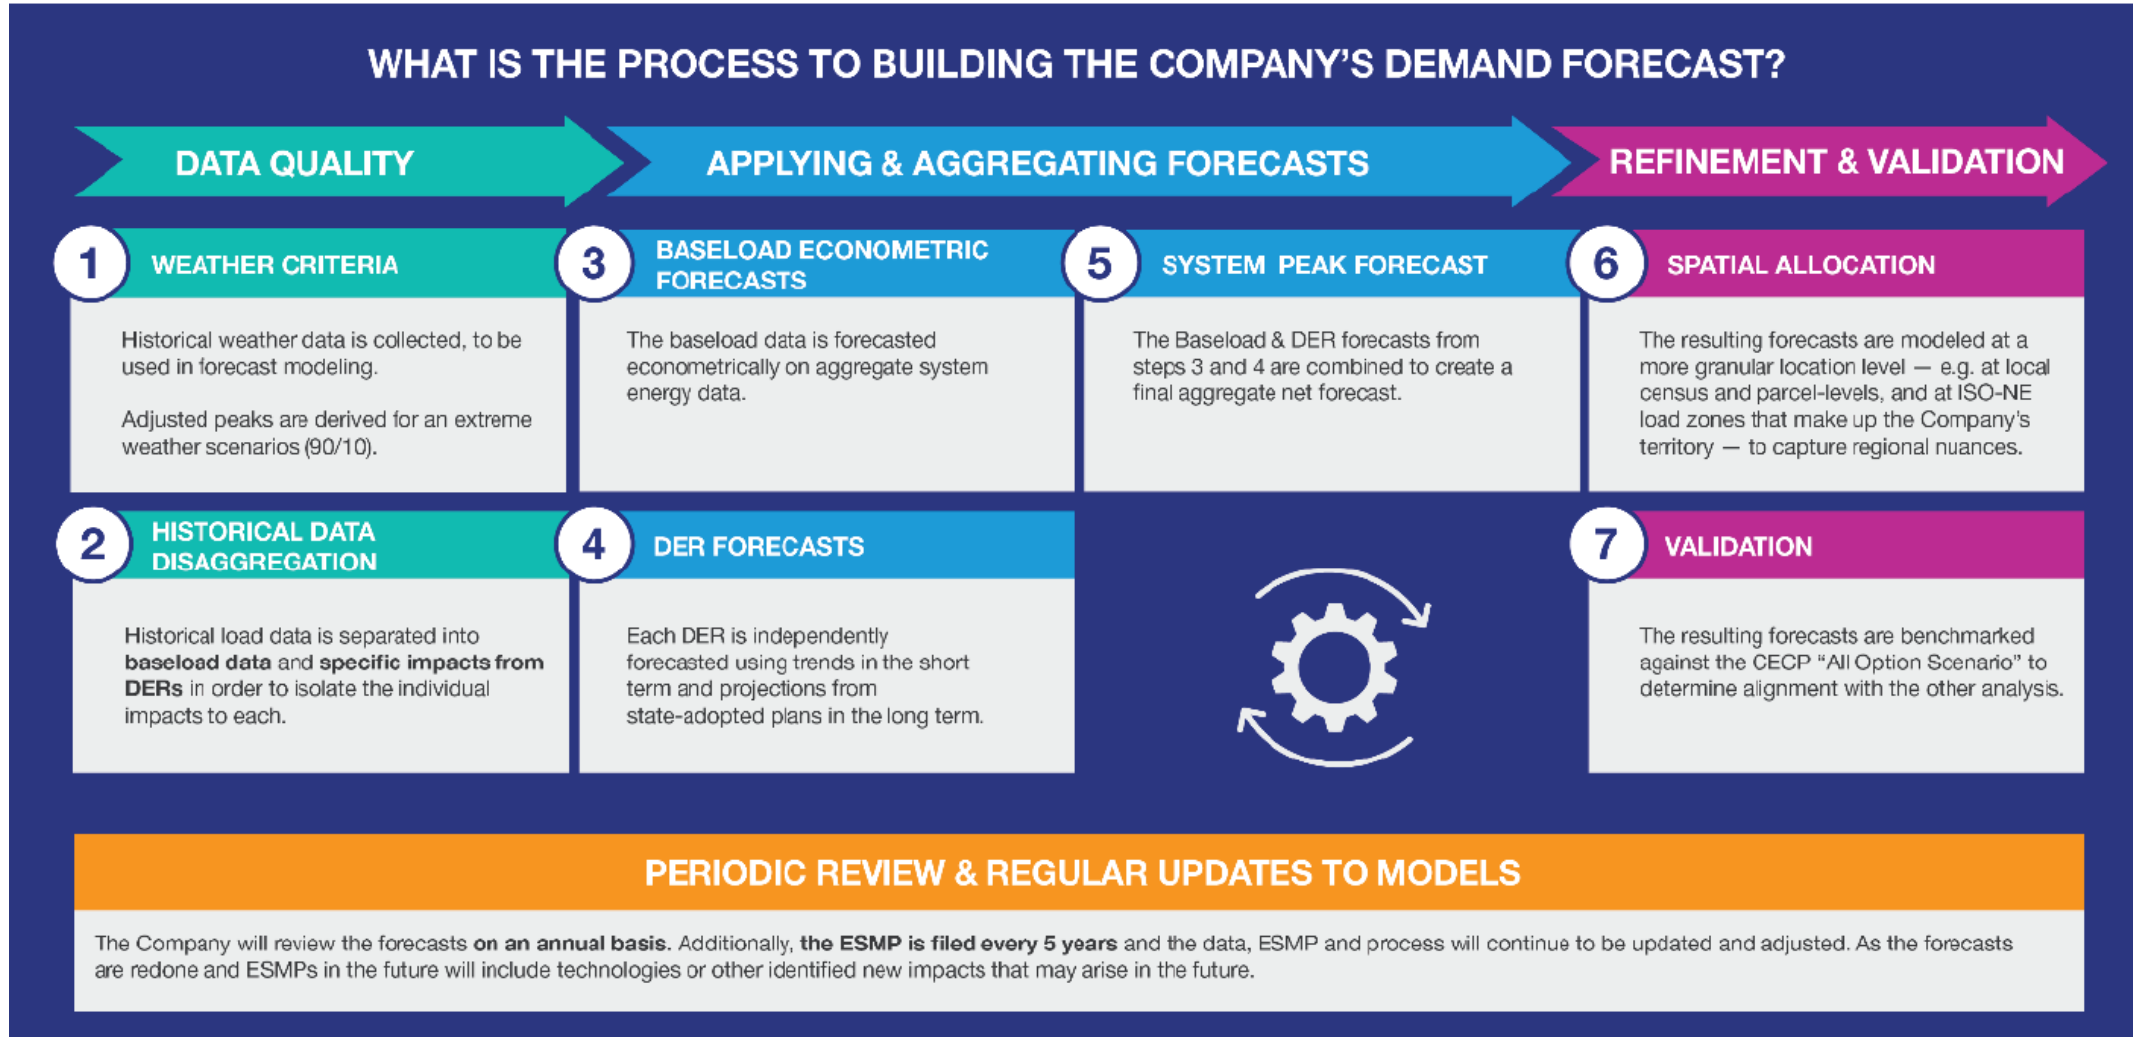 WHAT IS THE PROCESS TO BUILDING THE COMPANY'S DEMAND FORECAST?
DATA QUALITY
APPLYING & AGGREGATING FORECASTS
REFINEMENT & VALIDATION
1
WEATHER CRITERIA
Historical weather data is collected, to be
used in forecast modeling.
Adjusted peaks are derived for an extreme
weather scenarios (90/10).
2
HISTORICAL DATA
DISAGGREGATION
Historical load data is separated into
baseload data and specific impacts from
DERs in order to isolate the individual
impacts to each.
3
BASELOAD ECONOMETRIC
FORECASTS
The baseload data is forecasted
econometrically on aggregate system
energy data.
4
DER FORECASTS
Each DER is independently
forecasted using trends in the short
term and projections from
state-adopted plans in the long term.
5
SYSTEM PEAK FORECAST
The Baseload & DER forecasts from
steps 3 and 4 are combined to create a
final aggregate net forecast.
6
SPATIAL ALLOCATION
The resulting forecasts are modeled at a
more granular location level — e.g. at local
census and parcel-levels, and at ISO-NE
load zones that make up the Company's
territory — to capture regional nuances.
7
VALIDATION
The resulting forecasts are benchmarked
against the CECP "All Option Scenario" to
determine alignment with the other analysis.
PERIODIC REVIEW & REGULAR UPDATES TO MODELS
The Company will review the forecasts on an annual basis. Additionally, the ESMP is filed every 5 years and the data, ESMP and process will continue to be updated and adjusted. As the forecasts
are redone and ESMPs in the future will include technologies or other identified new impacts that may arise in the future.